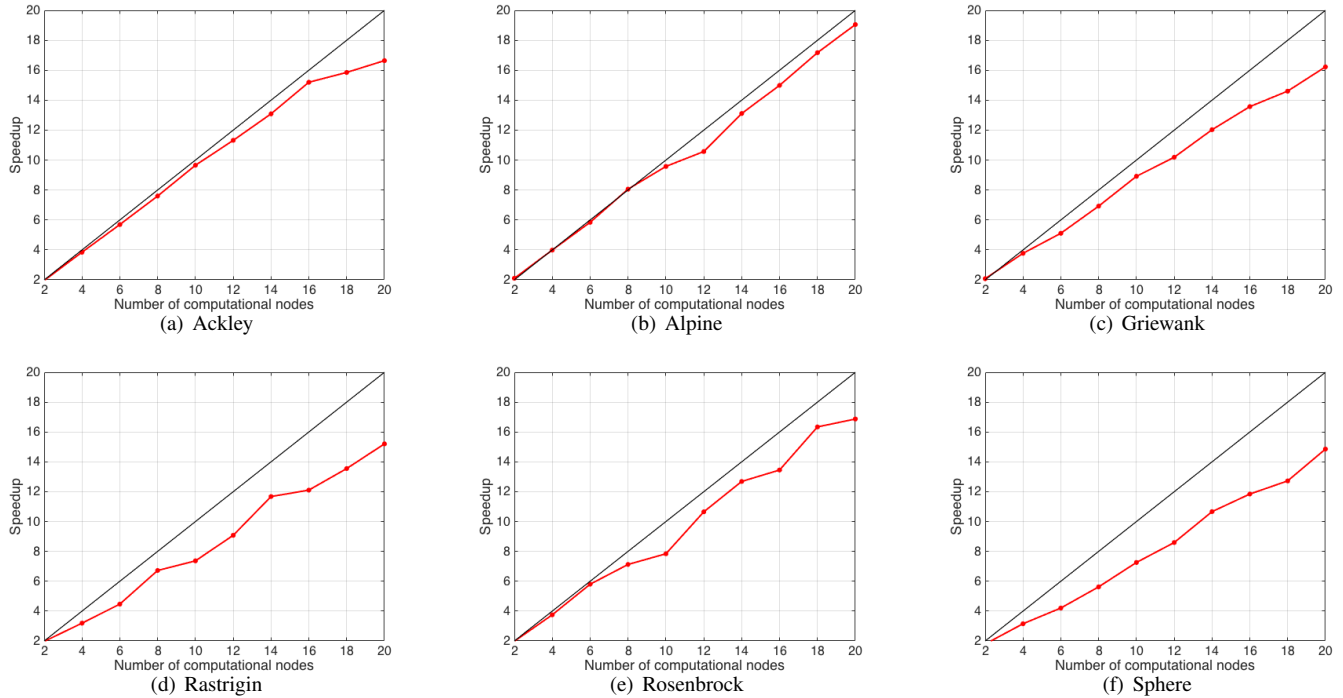 20
18
16
14
12
10
8
6
4
2
Speedup
2 4 6 8 10 12 14 16 18 20
Number of computational nodes
(a) Ackley
20
18
16
14
12
10
8
6
4
2
Speedup
2 4 6 8 10 12 14 16 18 20
Number of computational nodes
(b) Alpine
20
18
16
14
12
10
8
6
4
2
Speedup
2 4 6 8 10 12 14 16 18 20
Number of computational nodes
(c) Griewank
20
18
16
14
12
10
8
6
4
2
Speedup
2 4 6 8 10 12 14 16 18 20
Number of computational nodes
(d) Rastrigin
20
18
16
14
12
10
8
6
4
2
Speedup
2 4 6 8 10 12 14 16 18 20
Number of computational nodes
(e) Rosenbrock
20
18
16
14
12
10
8
6
4
2
Speedup
2 4 6 8 10 12 14 16 18 20
Number of computational nodes
(f) Sphere